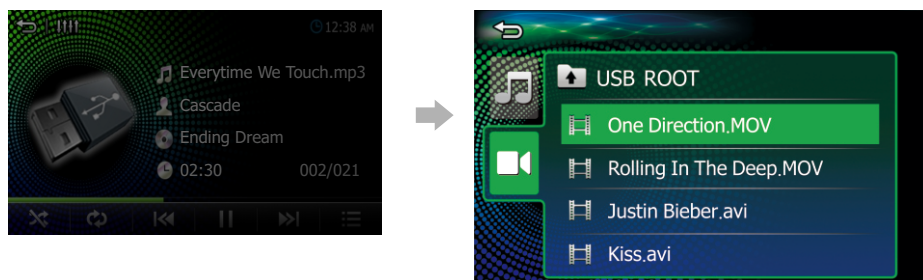 12:38 AM
Everytime We Touch.mp3
Cascade
Ending Dream
02:30 002/021
USB ROOT
One Direction.MOV
Rolling In The Deep.MOV
Justin Bieber.avi
Kiss.avi